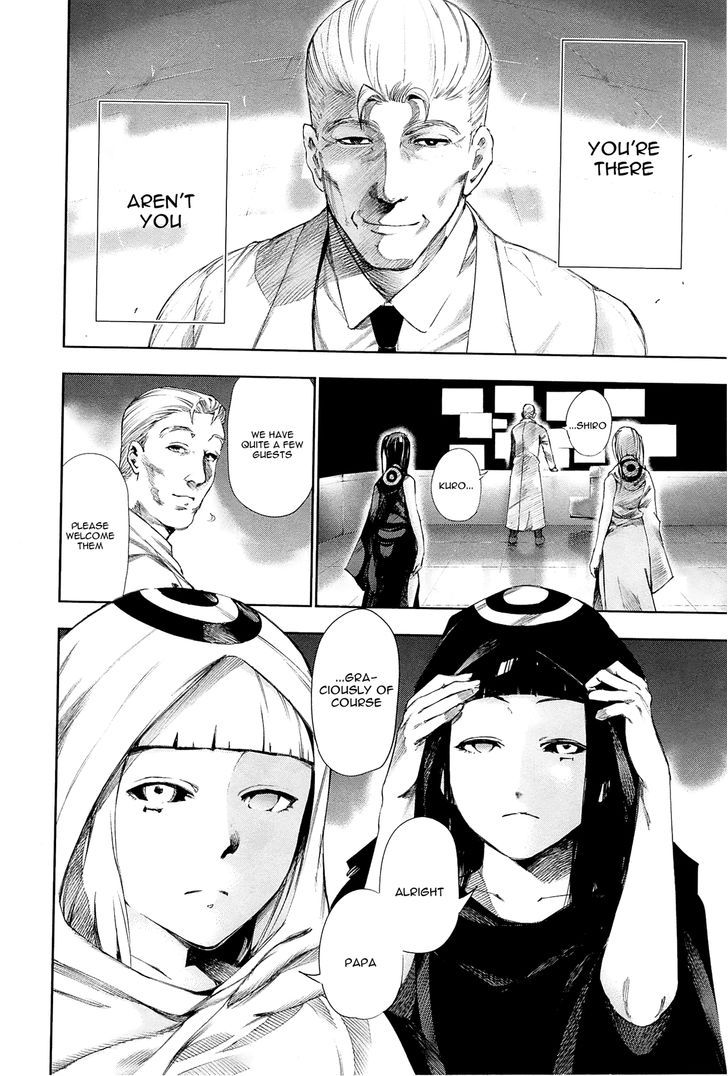 YOU'RE
THERE
AREN'T
YOU
...SHIRO
KURO...
WE HAVE
QUITE A FEW
GUESTS
PLEASE
WELCOME
THEM
...GRA-
CIOUSLY OF
COURSE
ALRIGHT
PAPA